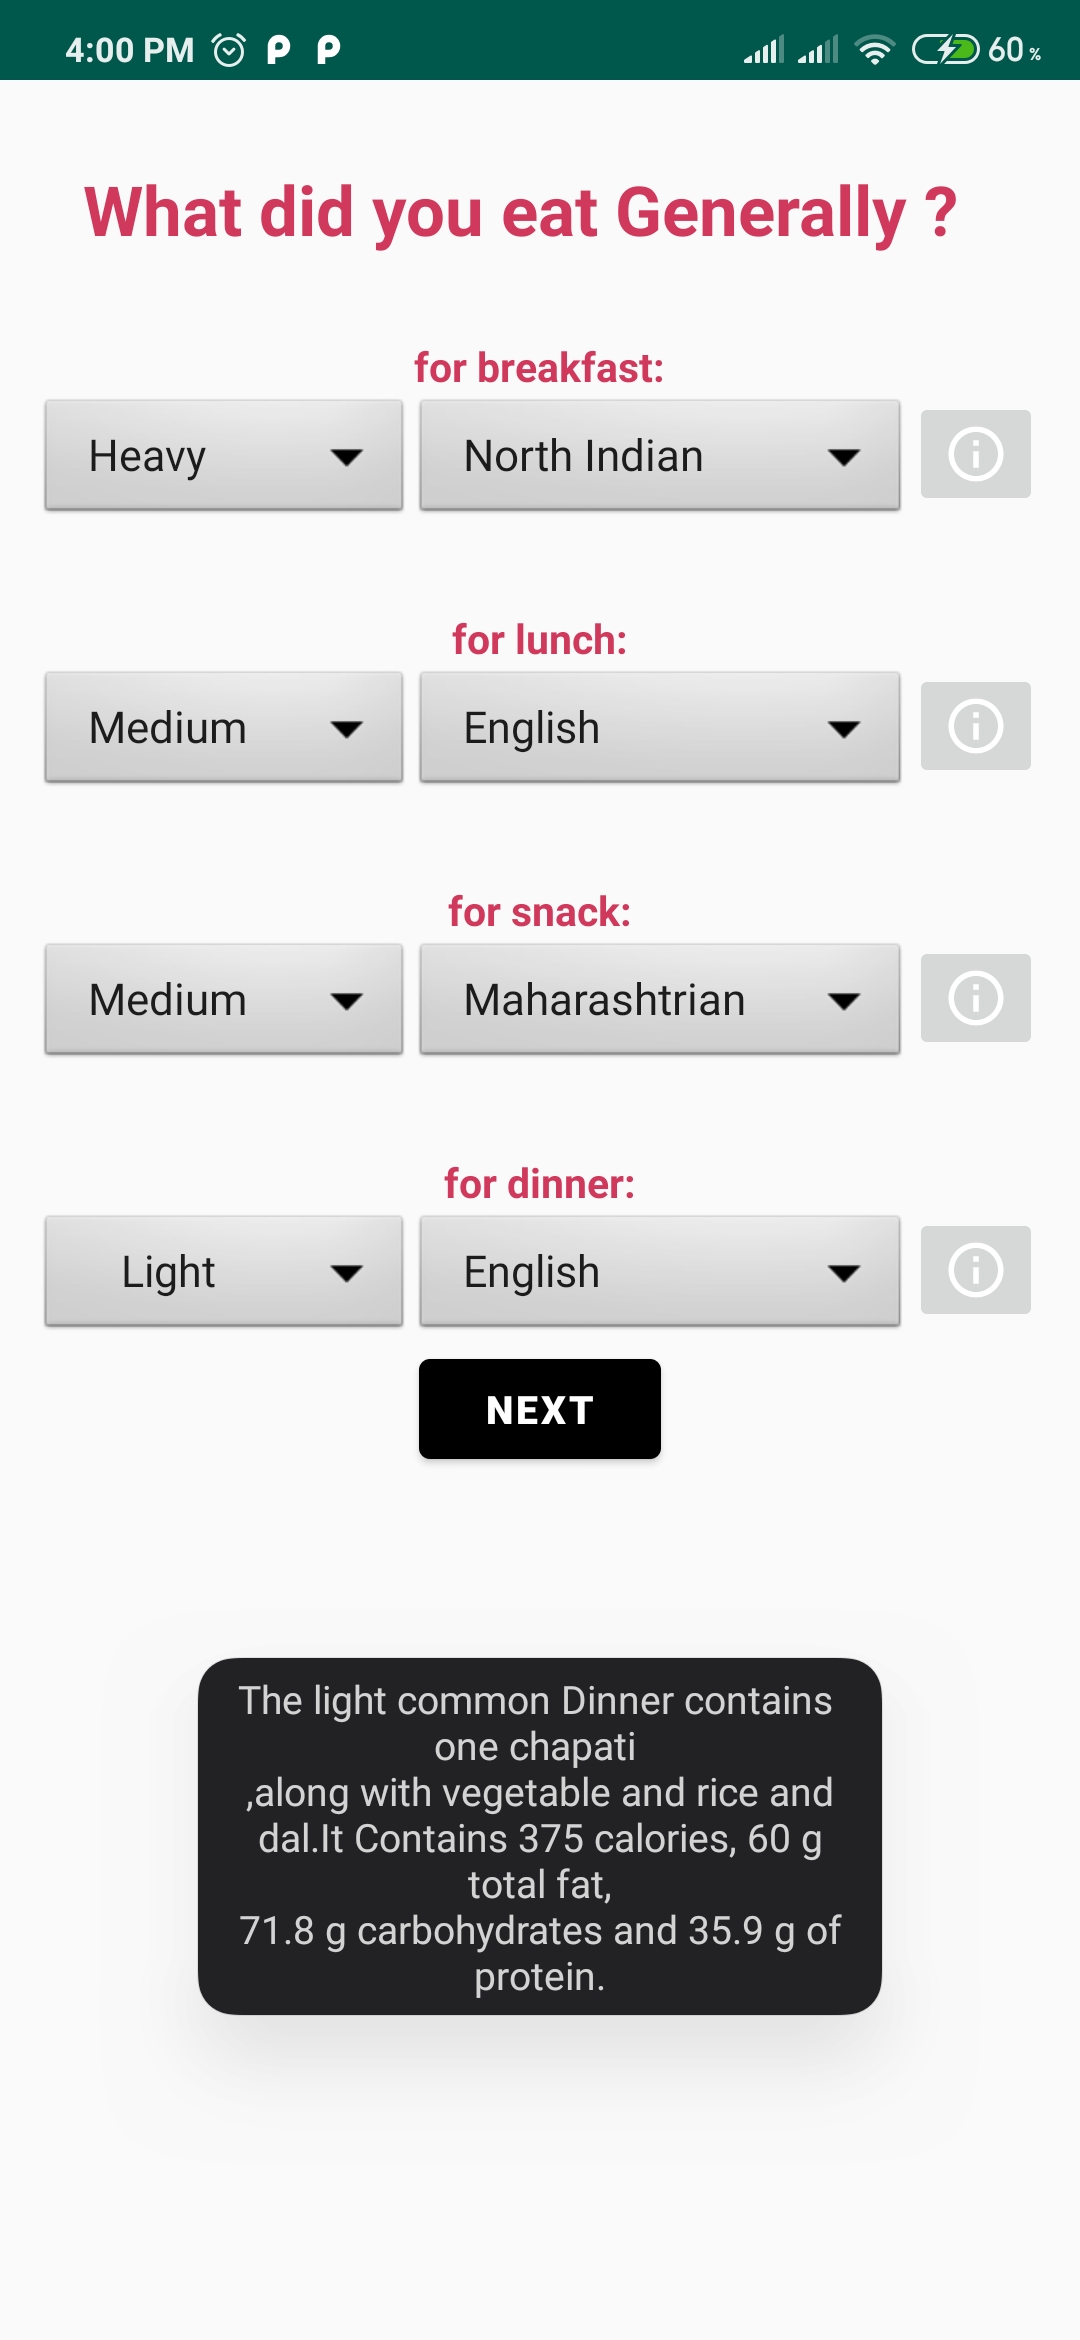 4:00 PM 60 %
What did you eat Generally ?
for breakfast:
Heavy North Indian
for lunch:
Medium English
for snack:
Medium Maharashtrian
for dinner:
Light English
NEXT
The light common Dinner contains
one chapati
,along with vegetable and rice and
dal.It Contains 375 calories, 60 g
total fat,
71.8 g carbohydrates and 35.9 g of
protein.